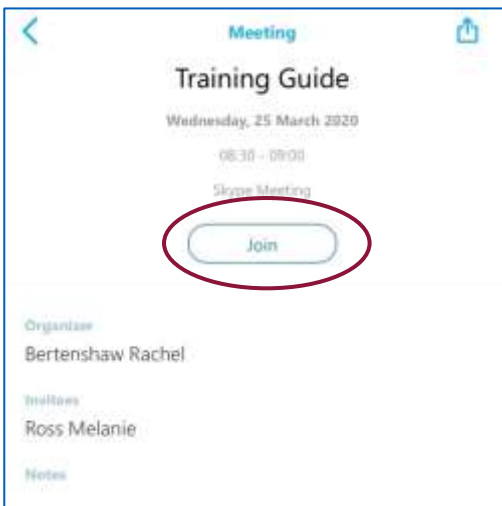 Meeting
Training Guide
Wednesday, 25 March 2020
08:30 - 09:00
Skype Meeting
Join
Organiser
Bertenshaw Rachel
Invitees
Ross Melanie
Notes